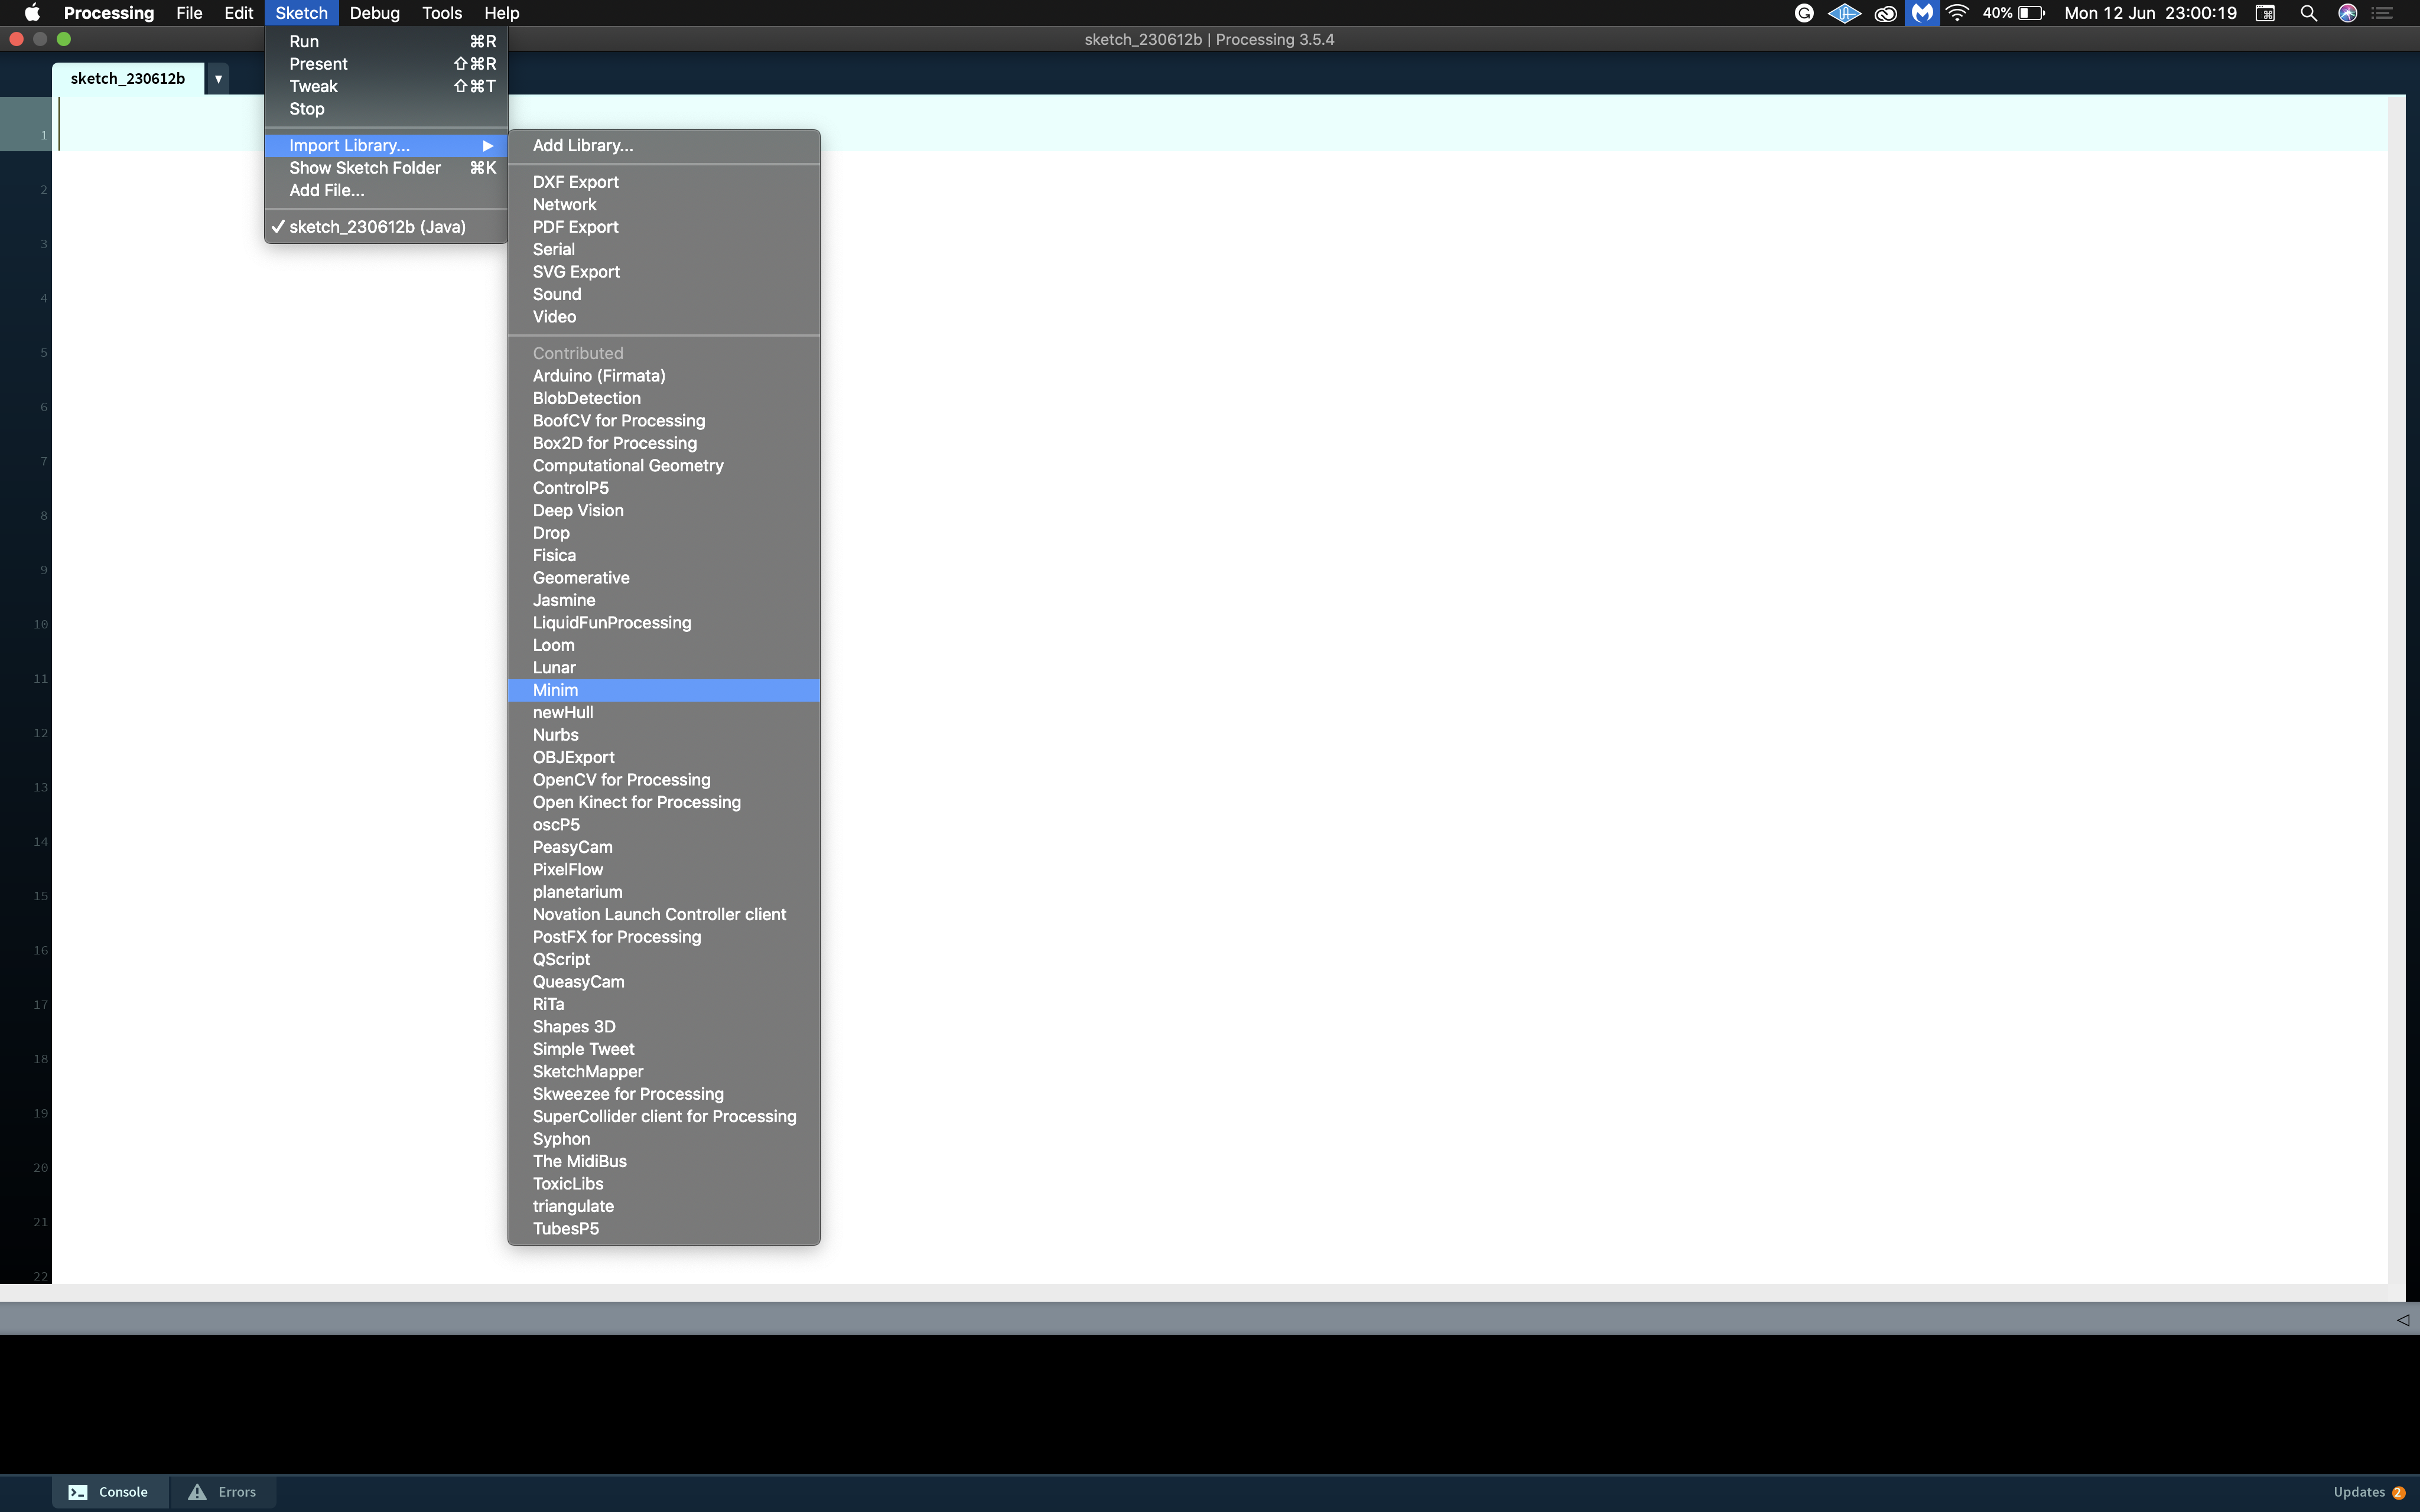 Processing File Edit Sketch Debug Tools Help 40% Mon 12 Jun 23:00:19
sketch_230612b | Processing 3.5.4
sketch_230612b ▼
Run ⌘R
Present ⇧⌘R
Tweak ⇧⌘T
Stop
Import Library... ▶
Show Sketch Folder ⌘K
Add File...
✓ sketch_230612b (Java)
Add Library...
DXF Export
Network
PDF Export
Serial
SVG Export
Sound
Video
Contributed
Arduino (Firmata)
BlobDetection
BoofCV for Processing
Box2D for Processing
Computational Geometry
ControlP5
Deep Vision
Drop
Fisica
Geomerative
Jasmine
LiquidFunProcessing
Loom
Lunar
Minim
newHull
Nurbs
OBJExport
OpenCV for Processing
Open Kinect for Processing
oscP5
PeasyCam
PixelFlow
planetarium
Novation Launch Controller client
PostFX for Processing
QScript
QueasyCam
RiTa
Shapes 3D
Simple Tweet
SketchMapper
Skweezee for Processing
SuperCollider client for Processing
Syphon
The MidiBus
ToxicLibs
triangulate
TubesP5
1
2
3
4
5
6
7
8
9
10
11
12
13
14
15
16
17
18
19
20
21
22
Console Errors Updates 2